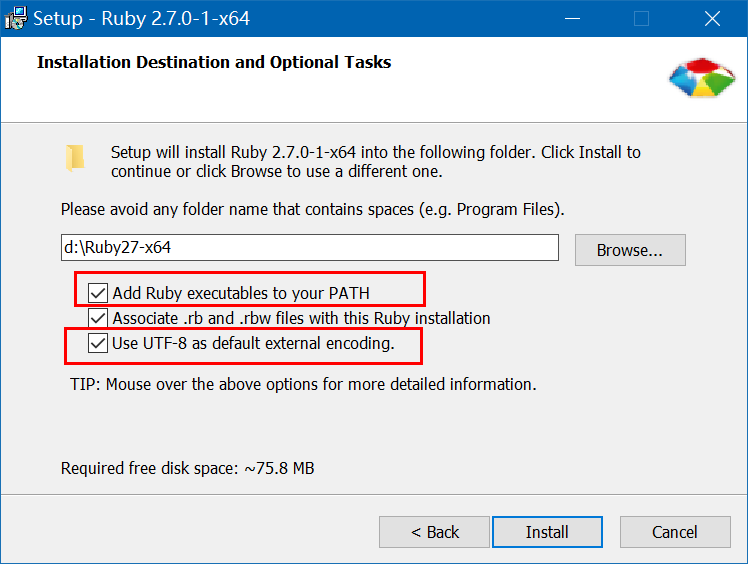 Setup - Ruby 2.7.0-1-x64
Installation Destination and Optional Tasks
Setup will install Ruby 2.7.0-1-x64 into the following folder. Click Install to
continue or click Browse to use a different one.
Please avoid any folder name that contains spaces (e.g. Program Files).
d:\Ruby27-x64
Browse...
Add Ruby executables to your PATH
Associate .rb and .rbw files with this Ruby installation
Use UTF-8 as default external encoding.
TIP: Mouse over the above options for more detailed information.
Required free disk space: ~75.8 MB
< Back
Install
Cancel